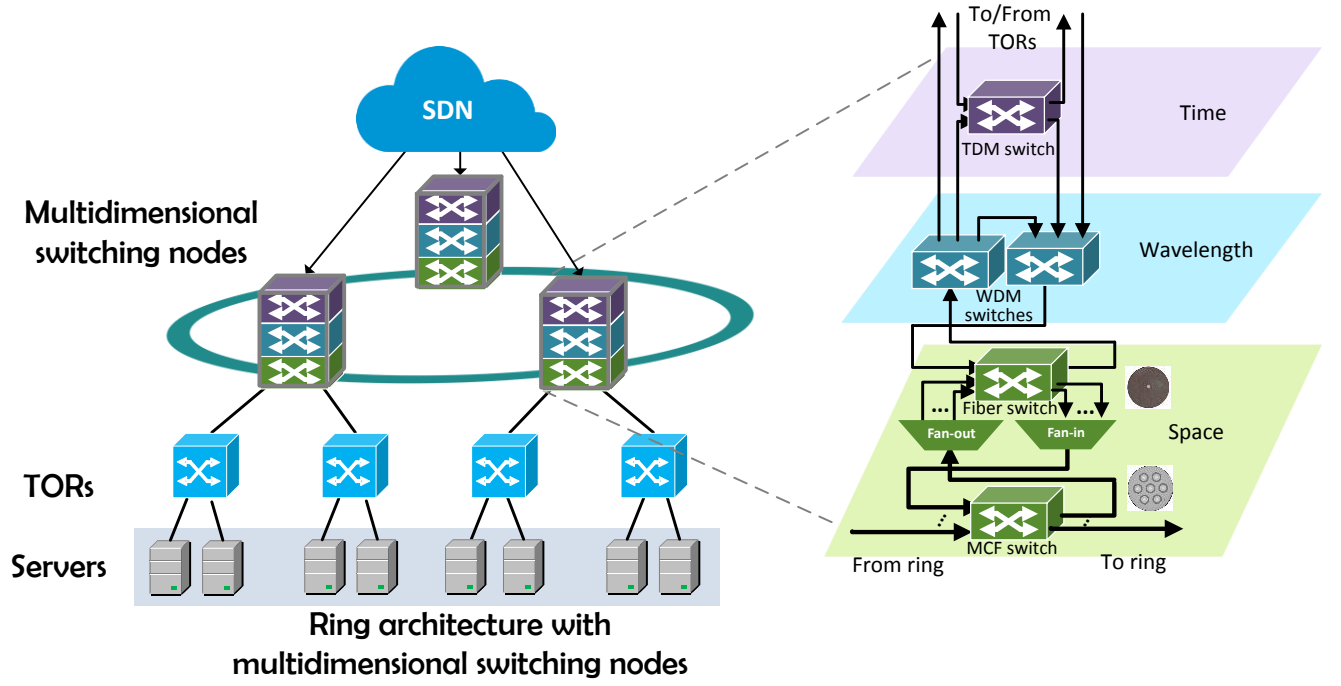 SDN
Multidimensional
switching nodes
TORs
Servers
Ring architecture with
multidimensional switching nodes
To/From
TORs
Time
TDM switch
Wavelength
WDM
switches
Fiber switch
...
...
Fan-out
Fan-in
Space
...
...
MCF switch
From ring
To ring